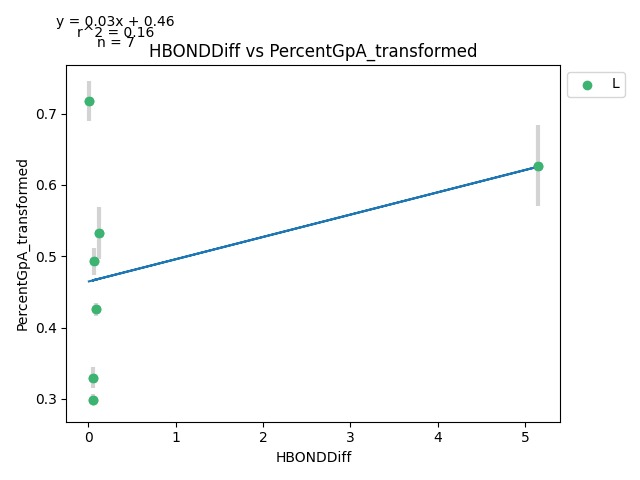 y = 0.03x + 0.46
r^2 = 0.16
n = 7
HBONDDiff vs PercentGpA_transformed
L
PercentGpA_transformed
0.7
0.6
0.5
0.4
0.3
0 1 2 3 4 5
HBONDDiff